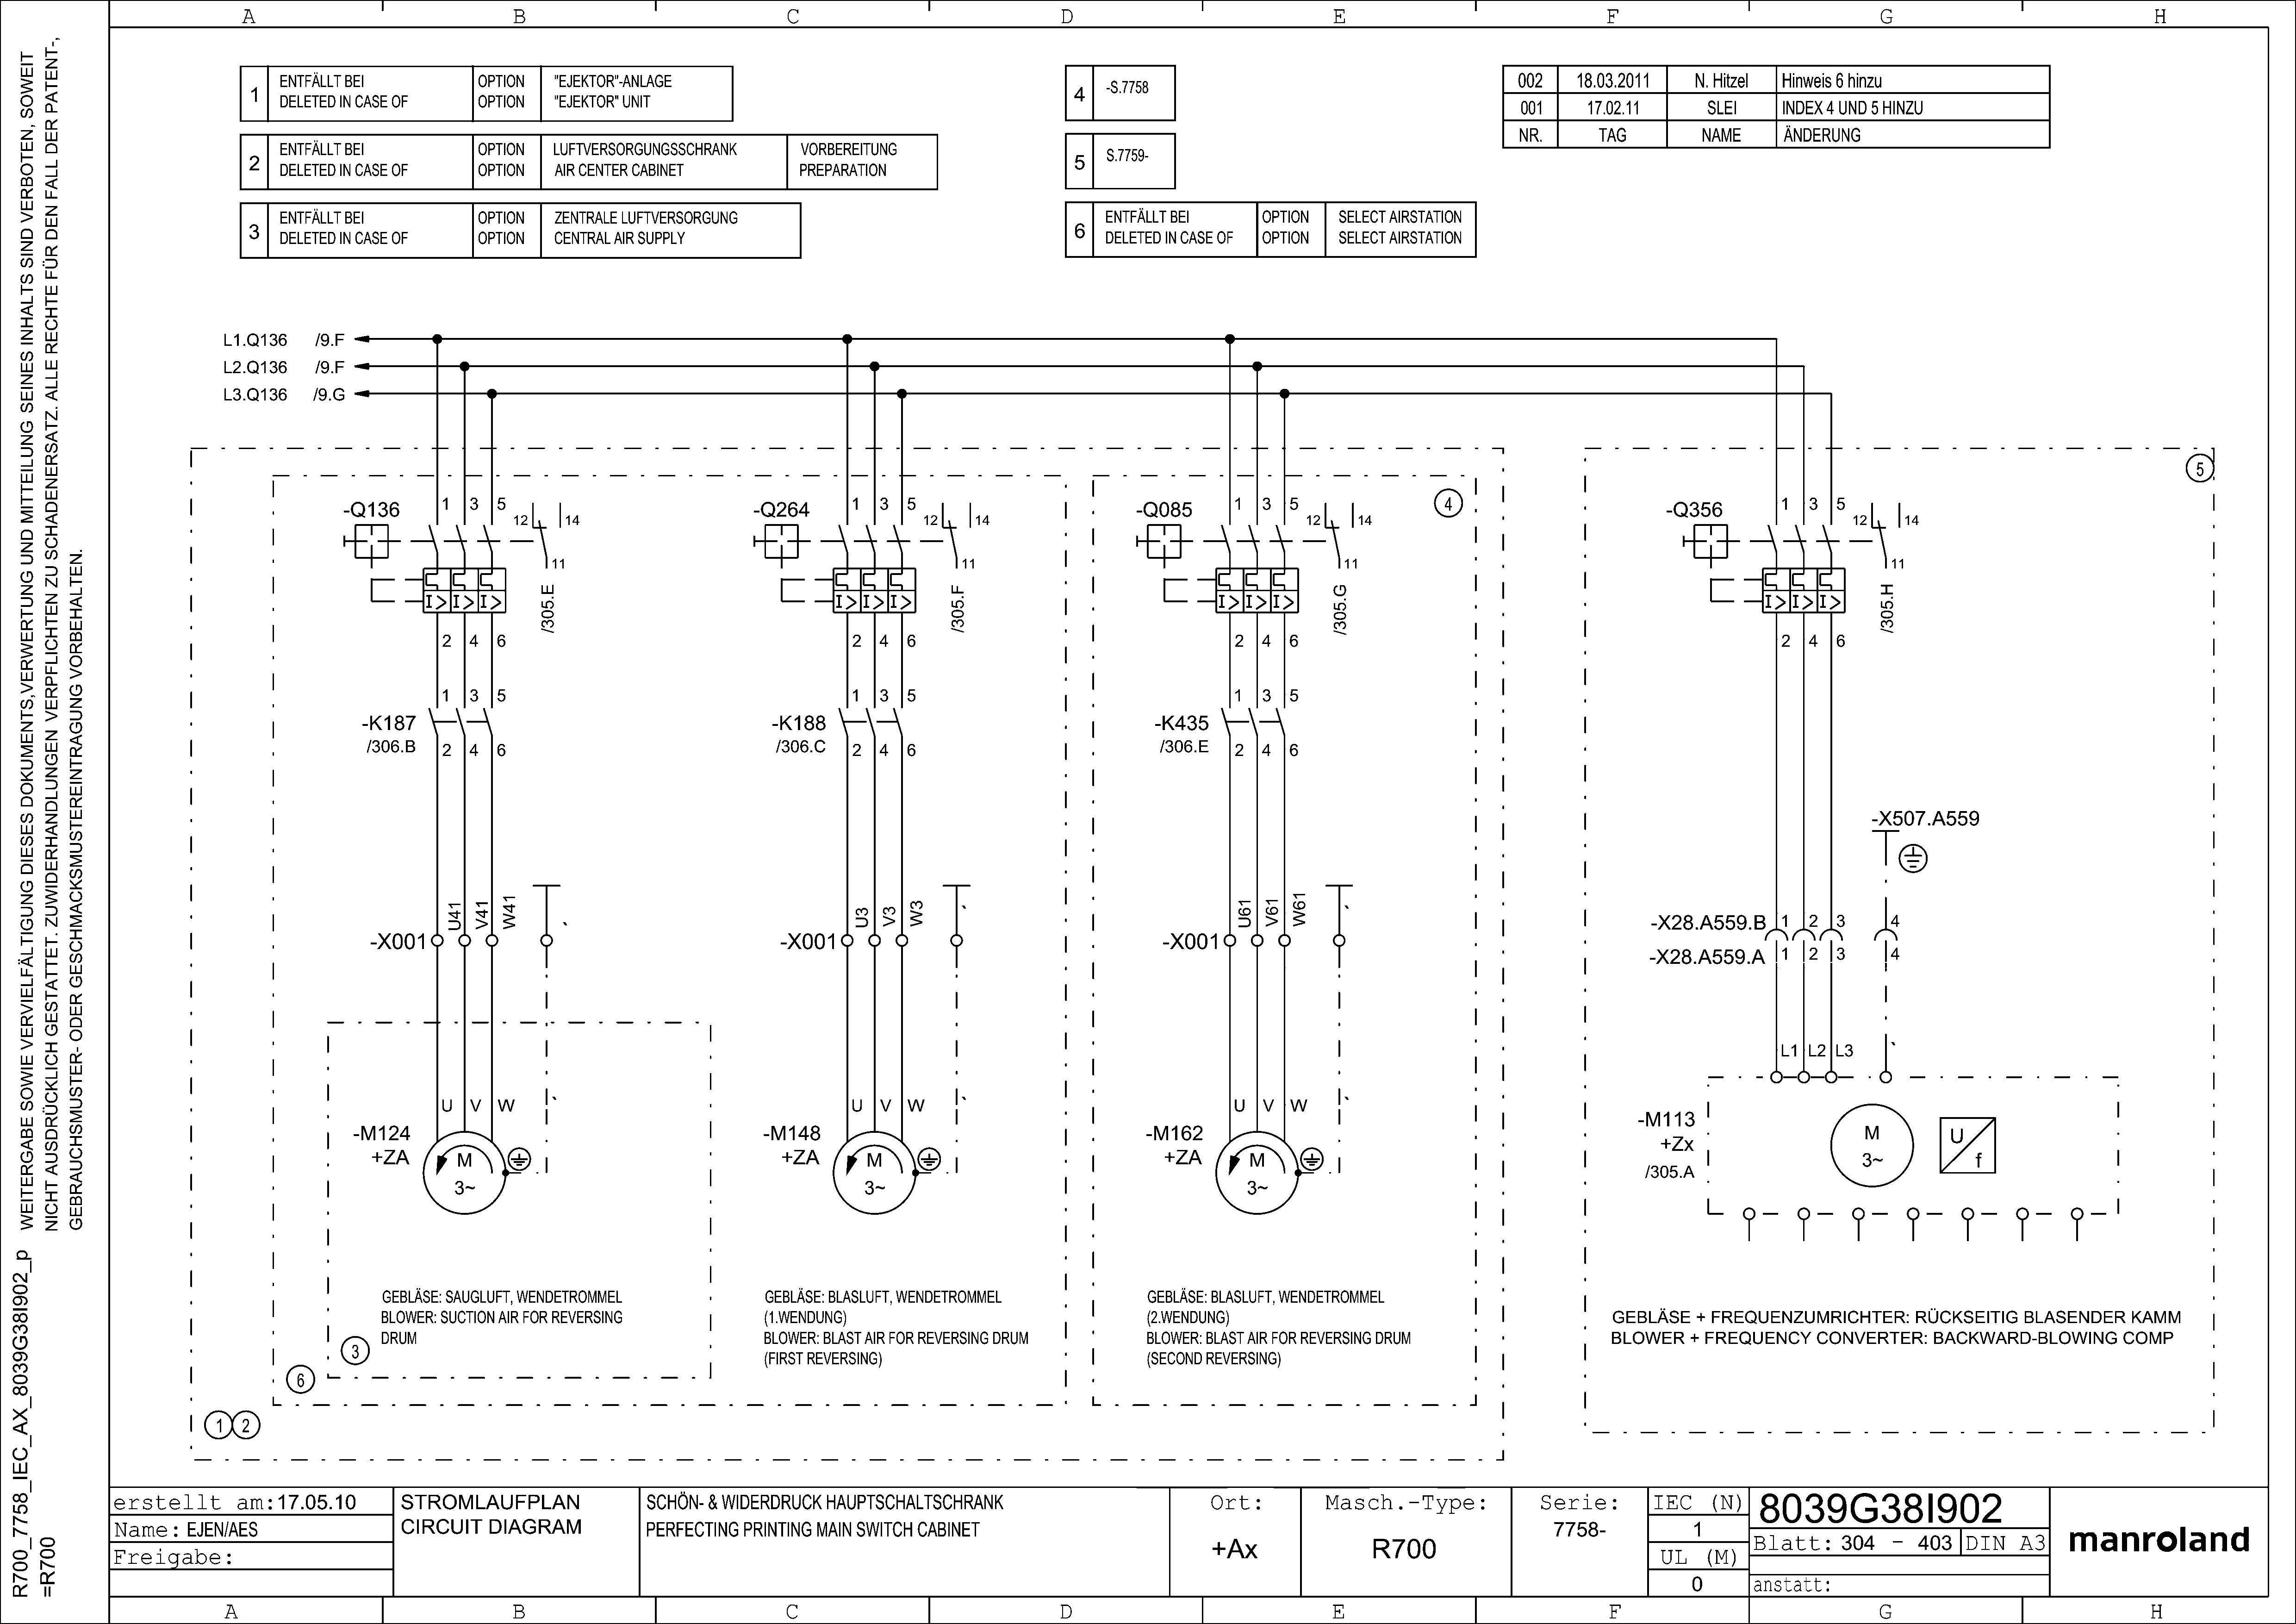 A B C D E F G H
1 ENTFÄLLT BEI OPTION "EJEKTOR"-ANLAGE
DELETED IN CASE OF OPTION "EJEKTOR" UNIT
2 ENTFÄLLT BEI OPTION LUFTVERSORGUNGSSCHRANK VORBEREITUNG
DELETED IN CASE OF OPTION AIR CENTER CABINET PREPARATION
3 ENTFÄLLT BEI OPTION ZENTRALE LUFTVERSORGUNG
DELETED IN CASE OF OPTION CENTRAL AIR SUPPLY
4 -S.7758
5 S.7759-
6 ENTFÄLLT BEI OPTION SELECT AIRSTATION
DELETED IN CASE OF OPTION SELECT AIRSTATION
002 18.03.2011 N. Hitzel Hinweis 6 hinzu
001 17.02.11 SLEI INDEX 4 UND 5 HINZU
NR. TAG NAME ÄNDERUNG
L1.Q136 /9.F
L2.Q136 /9.F
L3.Q136 /9.G
5
4
-Q136 1 3 5 12 14 11
I> I> I> /305.E
2 4 6
1 3 5
-K187
/306.B 2 4 6
U41 V41 W41
-X001
U V W
-M124
+ZA
M
3~
GEBLÄSE: SAUGLUFT, WENDETROMMEL
BLOWER: SUCTION AIR FOR REVERSING
DRUM
3
6
1 2
-Q264 1 3 5 12 14 11
I> I> I> /305.F
2 4 6
1 3 5
-K188
/306.C 2 4 6
U3 V3 W3
-X001
U V W
-M148
+ZA
M
3~
GEBLÄSE: BLASLUFT, WENDETROMMEL
(1.WENDUNG)
BLOWER: BLAST AIR FOR REVERSING DRUM
(FIRST REVERSING)
-Q085 1 3 5 12 14 11
I> I> I> /305.G
2 4 6
1 3 5
-K435
/306.E 2 4 6
U61 V61 W61
-X001
U V W
-M162
+ZA
M
3~
GEBLÄSE: BLASLUFT, WENDETROMMEL
(2.WENDUNG)
BLOWER: BLAST AIR FOR REVERSING DRUM
(SECOND REVERSING)
-Q356 1 3 5 12 14 11
I> I> I> /305.H
2 4 6
-X507.A559
-X28.A559.B 1 2 3 4
-X28.A559.A 1 2 3 4
L1 L2 L3
-M113
+Zx
/305.A
M
3~
U
f
GEBLÄSE + FREQUENZUMRICHTER: RÜCKSEITIG BLASENDER KAMM
BLOWER + FREQUENCY CONVERTER: BACKWARD-BLOWING COMP
WEITERGABE SOWIE VERVIELFÄLTIGUNG DIESES DOKUMENTS,VERWERTUNG UND MITTEILUNG SEINES INHALTS SIND VERBOTEN, SOWEIT
NICHT AUSDRÜCKLICH GESTATTET. ZUWIDERHANDLUNGEN VERPFLICHTEN ZU SCHADENERSATZ. ALLE RECHTE FÜR DEN FALL DER PATENT-,
GEBRAUCHSMUSTER- ODER GESCHMACKSMUSTEREINTRAGUNG VORBEHALTEN.
R700_7758_IEC_AX_8039G38I902_p
=R700
erstellt am:17.05.10
Name: EJEN/AES
Freigabe:
STROMLAUFPLAN
CIRCUIT DIAGRAM
SCHÖN- & WIDERDRUCK HAUPTSCHALTSCHRANK
PERFECTING PRINTING MAIN SWITCH CABINET
Ort:
+Ax
Masch.-Type:
R700
Serie:
7758-
IEC (N)
1
UL (M)
0
8039G38I902
Blatt: 304 - 403 DIN A3
anstatt:
manroland
A B C D E F G H